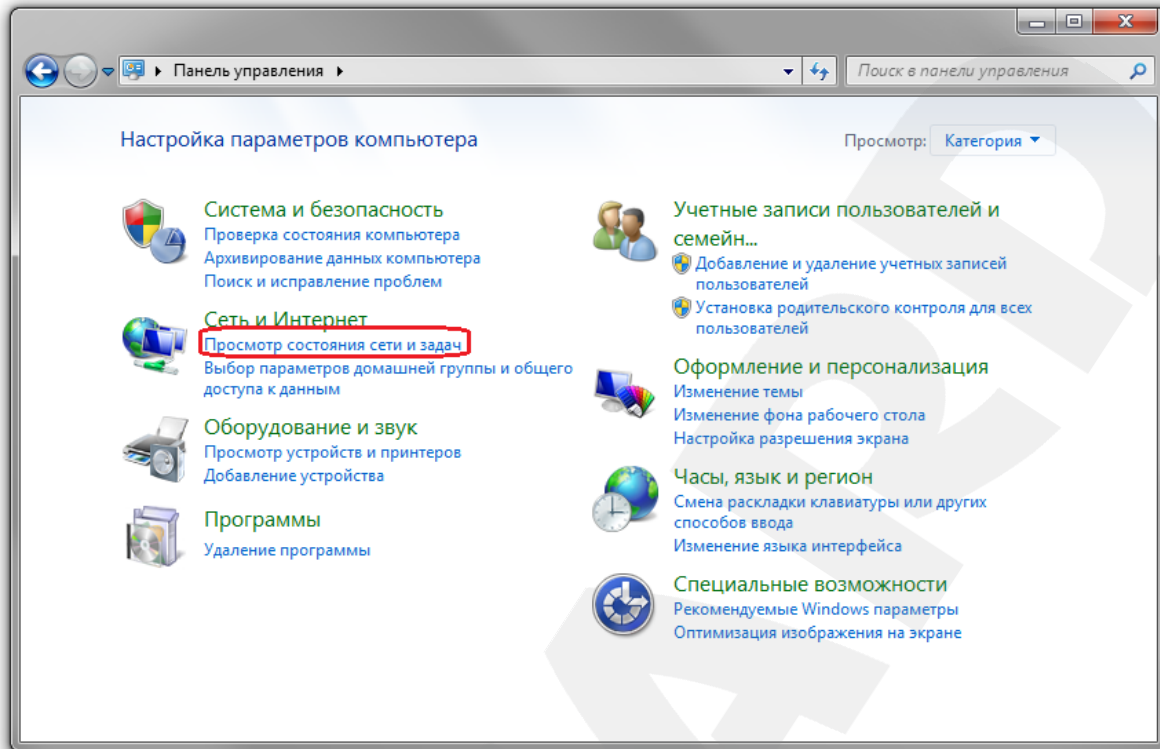 Панель управления
Поиск в панели управления
Настройка параметров компьютера
Просмотр: Категория
Система и безопасность
Проверка состояния компьютера
Архивирование данных компьютера
Поиск и исправление проблем
Сеть и Интернет
Просмотр состояния сети и задач
Выбор параметров домашней группы и общего
доступа к данным
Оборудование и звук
Просмотр устройств и принтеров
Добавление устройства
Программы
Удаление программы
Учетные записи пользователей и
семейн...
Добавление и удаление учетных записей
пользователей
Установка родительского контроля для всех
пользователей
Оформление и персонализация
Изменение темы
Изменение фона рабочего стола
Настройка разрешения экрана
Часы, язык и регион
Смена раскладки клавиатуры или других
способов ввода
Изменение языка интерфейса
Специальные возможности
Рекомендуемые Windows параметры
Оптимизация изображения на экране